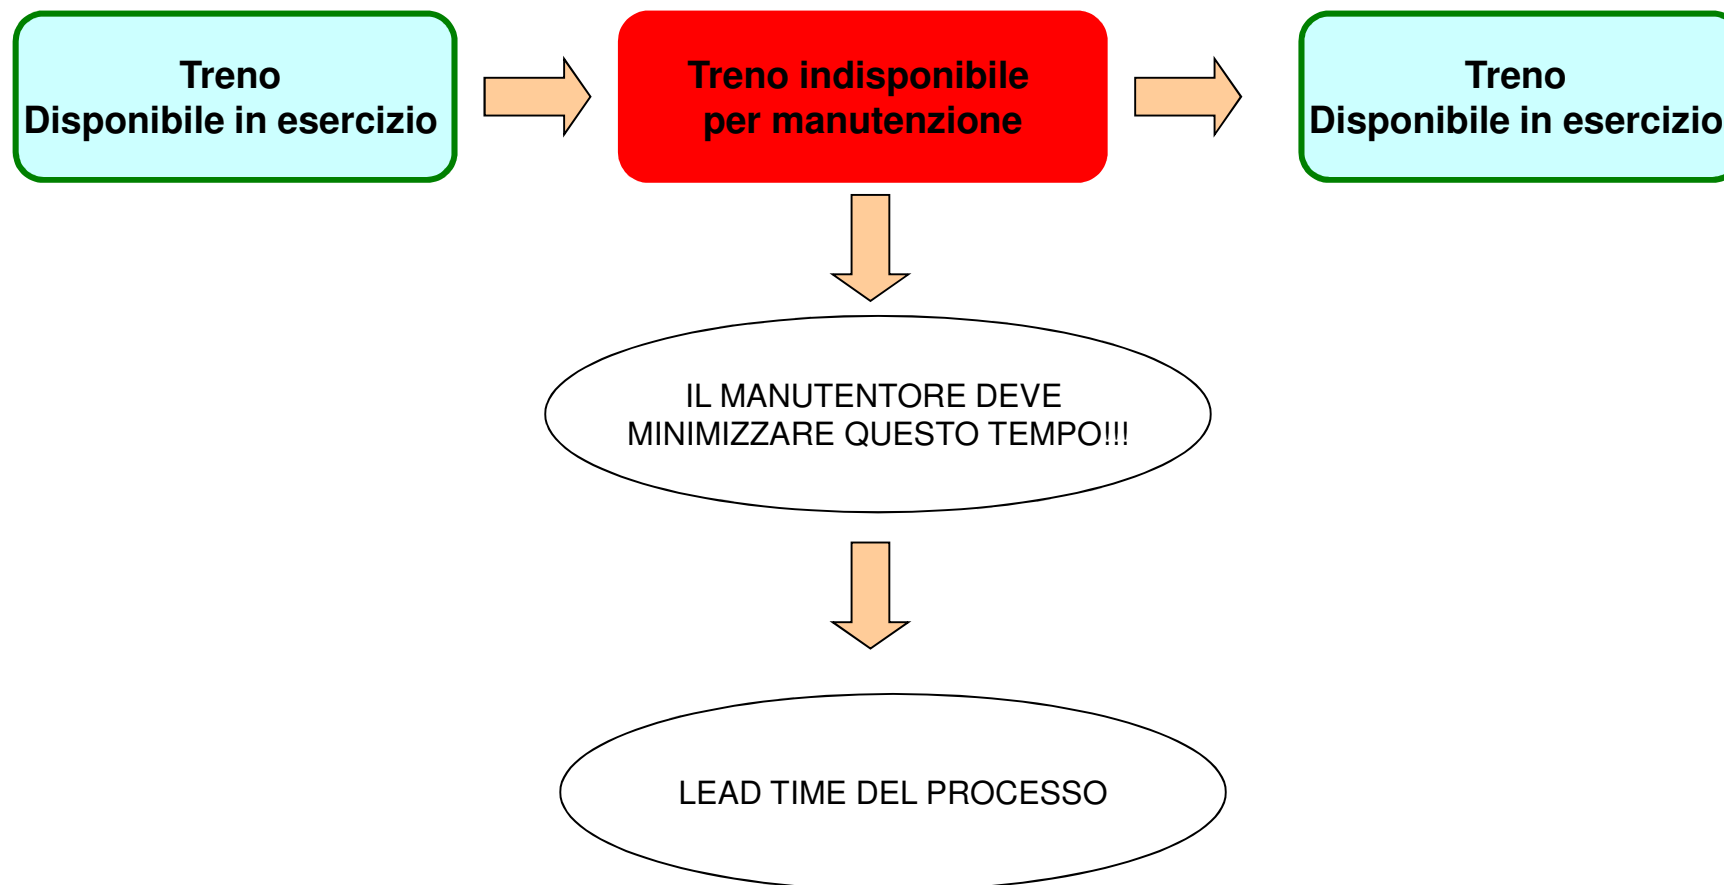 Treno
Disponibile in esercizio
Treno indisponibile
per manutenzione
Treno
Disponibile in esercizio
IL MANUTENTORE DEVE
MINIMIZZARE QUESTO TEMPO!!!
LEAD TIME DEL PROCESSO